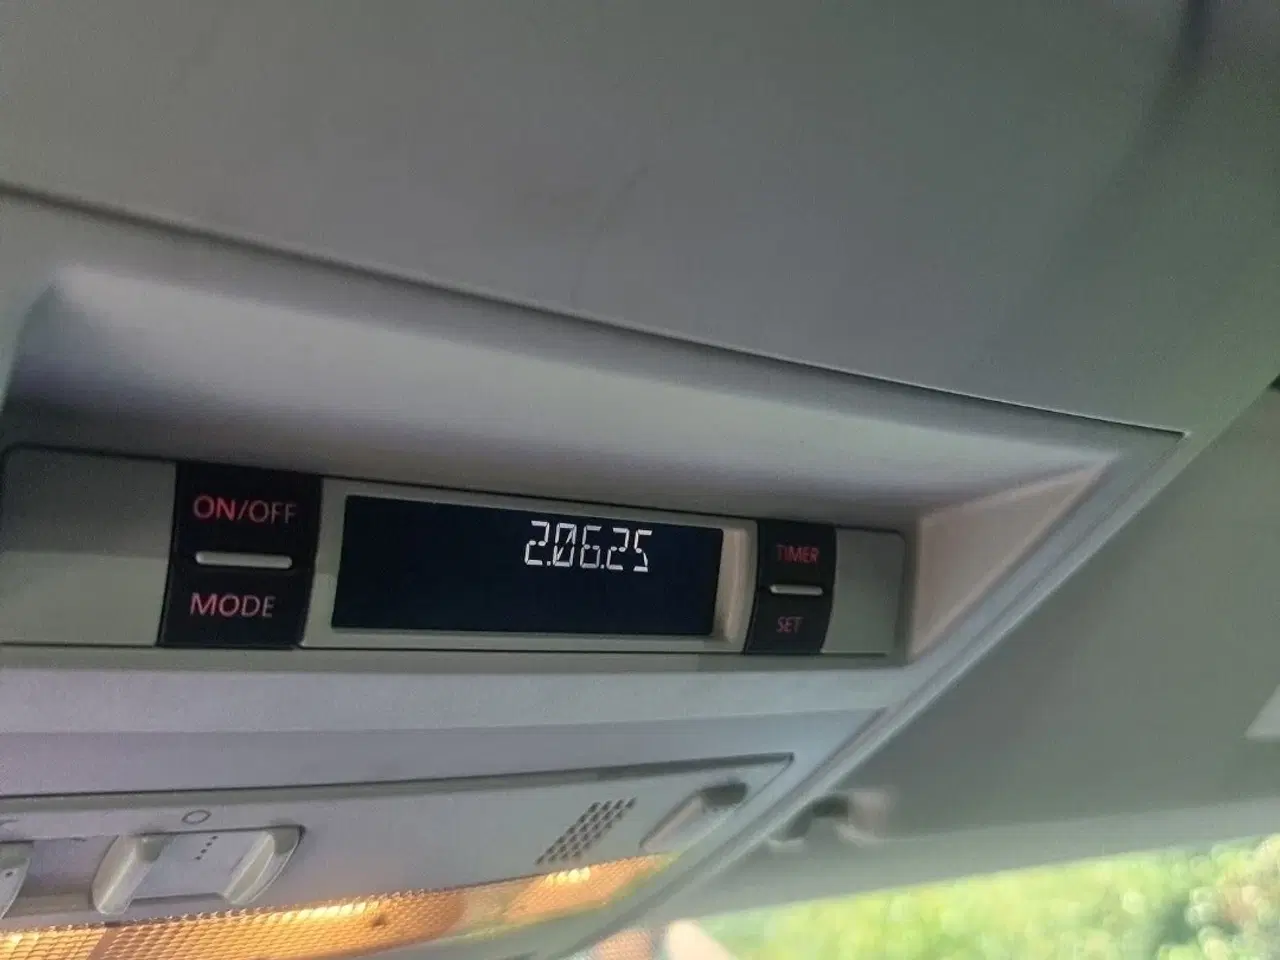 ON/OFF
MODE
2.06.25
TIMER
SET